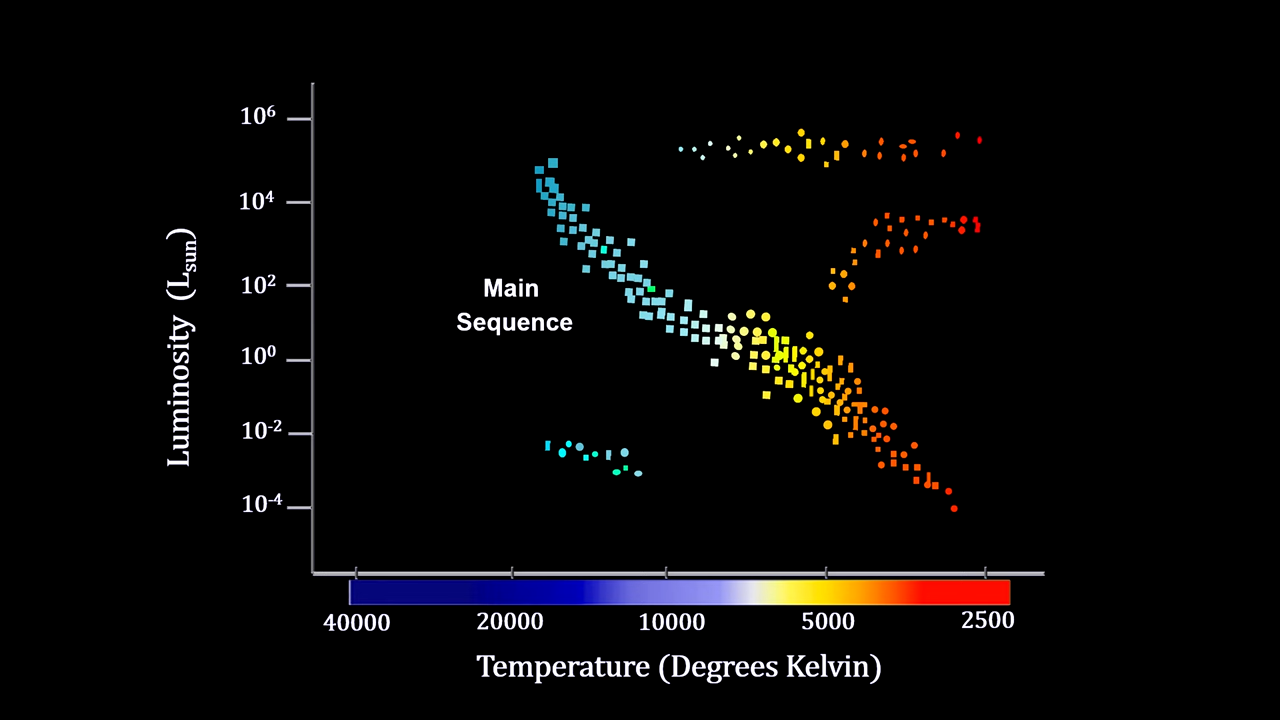 10⁶
10⁴
10²
10⁰
10⁻²
10⁻⁴
Luminosity (Lsun)
Main
Sequence
40000 20000 10000 5000 2500
Temperature (Degrees Kelvin)